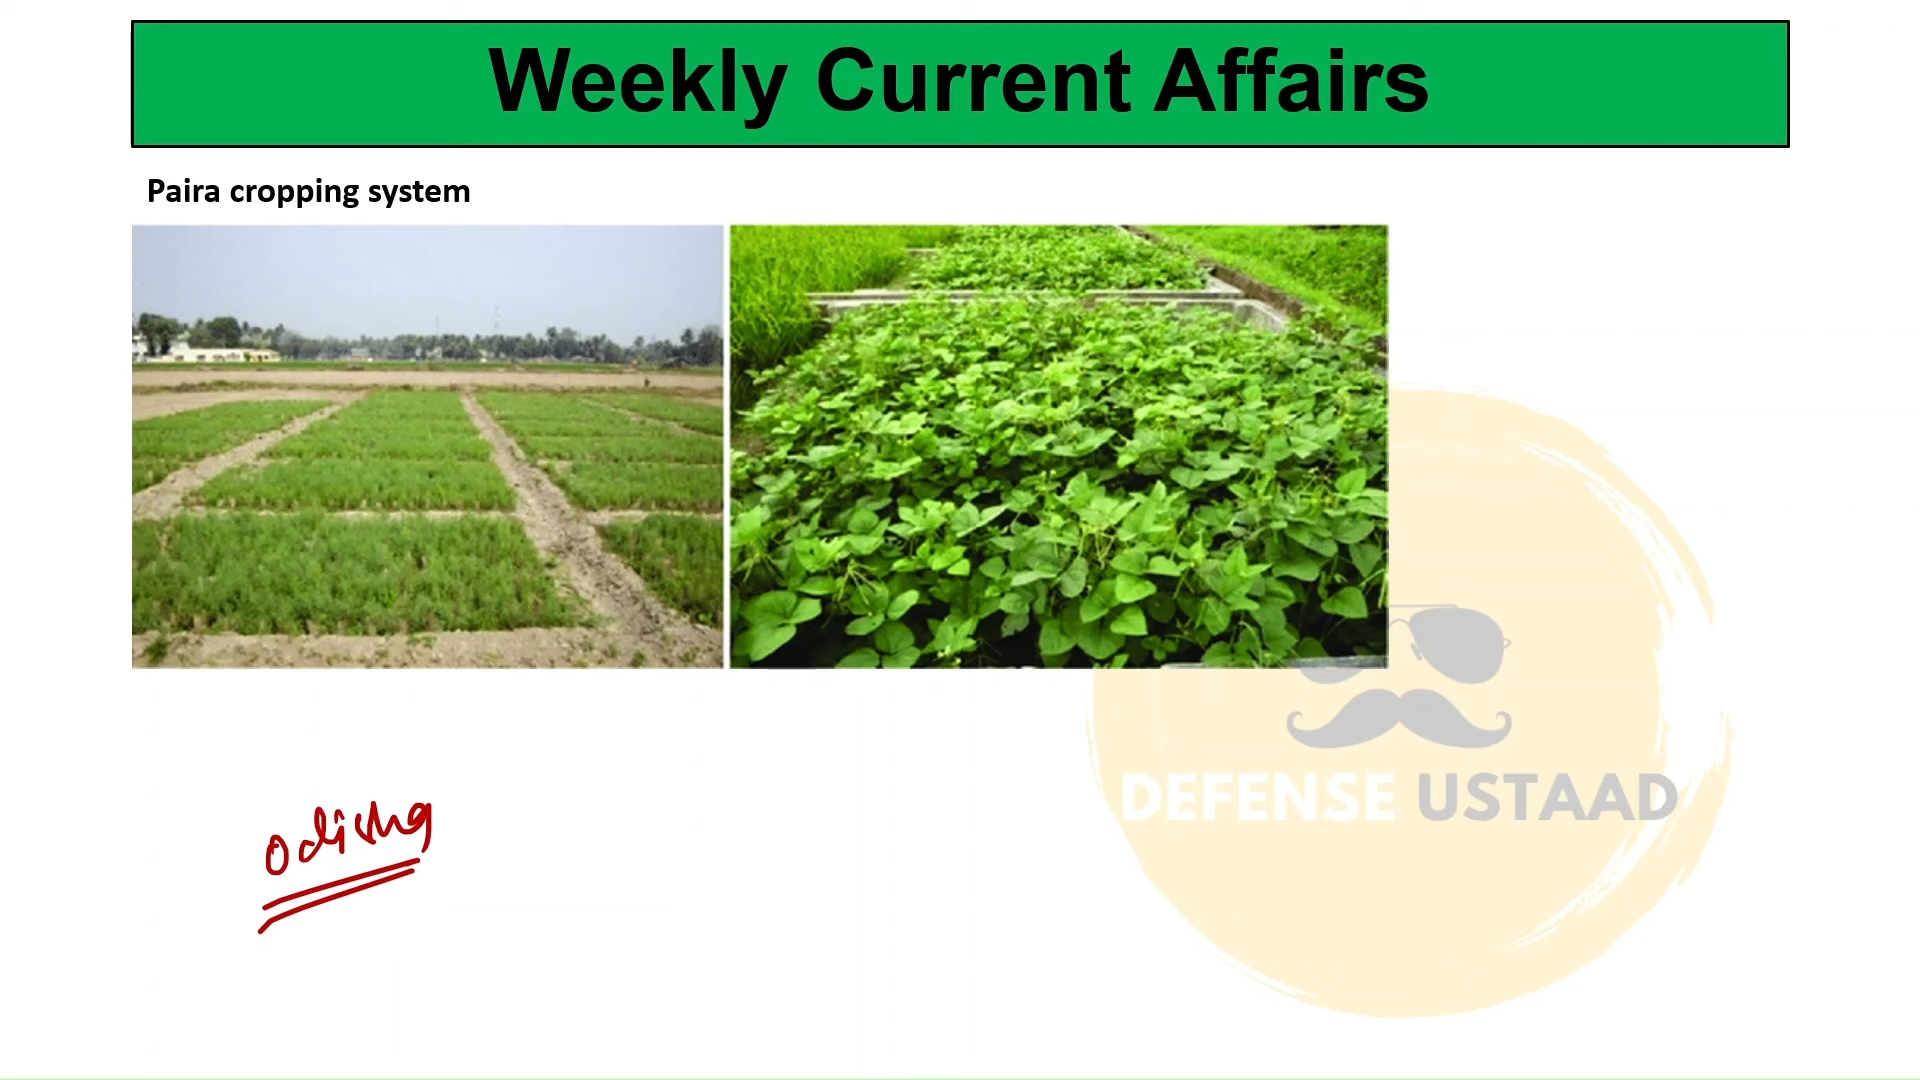 Weekly Current Affairs
Paira cropping system
DEFENSE USTAAD
Odisha